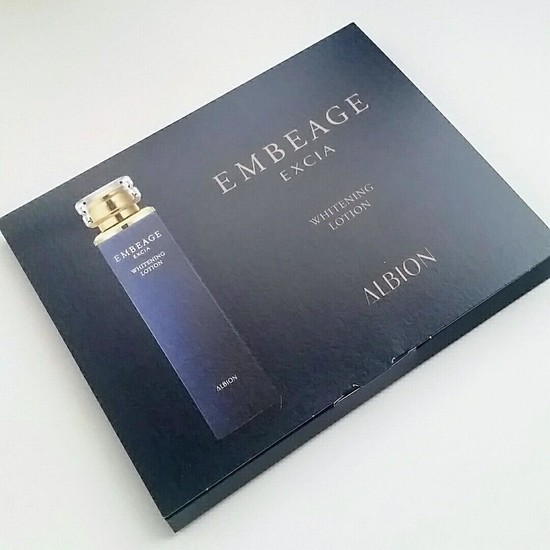 EMBEAGE
EXCIA
WHITENING
LOTION
ALBION
EMBEAGE
EXCIA
WHITENING
LOTION
ALBION